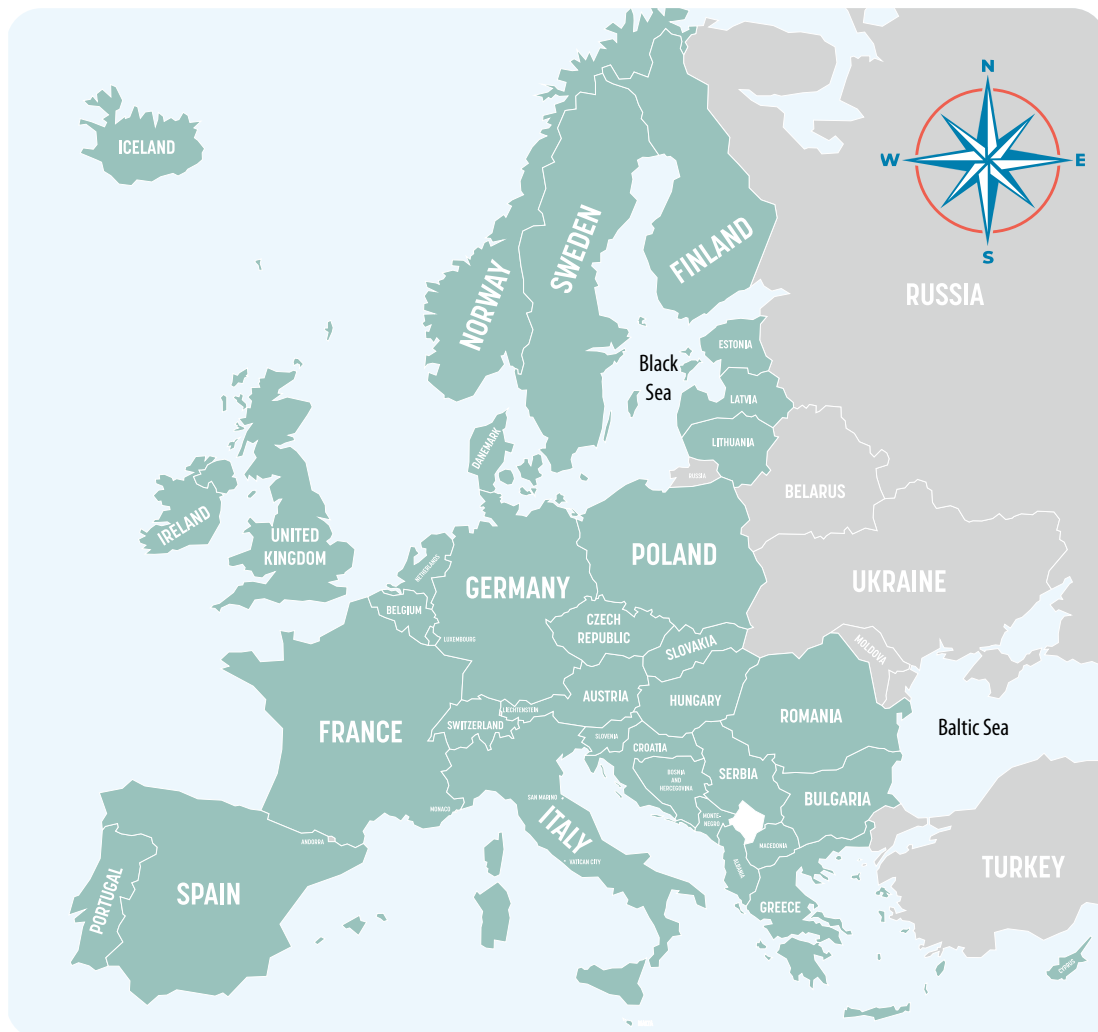 N
ICELAND
W
E
S
SWEDEN
FINLAND
NORWAY
RUSSIA
ESTONIA
Black
Sea
LATVIA
DANEMARK
LITHUANIA
RUSSIA
BELARUS
IRELAND
UNITED
KINGDOM
NETHERLANDS
GERMANY
POLAND
UKRAINE
BELGIUM
CZECH
REPUBLIC
LUXEMBOURG
SLOVAKIA
MOLDOVA
AUSTRIA
HUNGARY
LIECHTENSTEIN
ROMANIA
FRANCE
SWITZERLAND
Baltic Sea
SLOVENIA
CROATIA
SERBIA
BOSNIA
AND
HERCEGOVINA
BULGARIA
SAN MARINO
MONACO
MONTE-
NEGRO
ITALY
ANDORRA
MACEDONIA
VATICAN CITY
ALBANIA
TURKEY
PORTUGAL
SPAIN
GREECE
CYPRUS